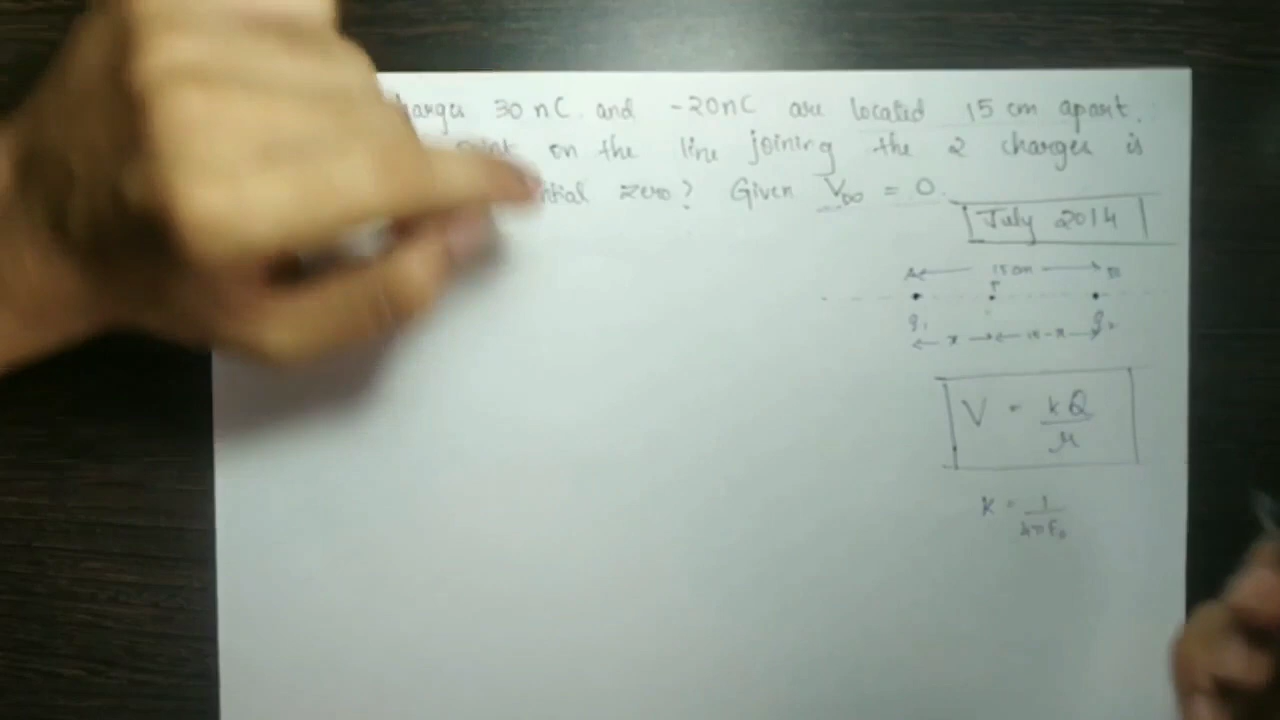 30 nC and -20nC are located 15 cm apart.
on the line joining the 2 charges is
zero? Given V∞ = 0.
July 2014
A 15 cm B
P
q₁ q₂
x 15-x
V = kQ/r
k = 1/4πε₀